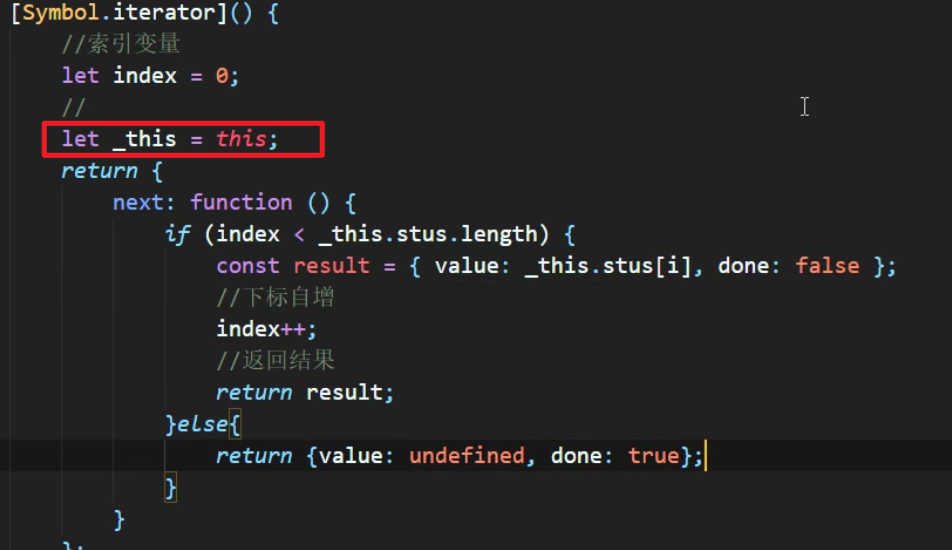 [Symbol.iterator]() {
//索引变量
let index = 0;
//
let _this = this;
return {
next: function () {
if (index < _this.stus.length) {
const result = { value: _this.stus[i], done: false };
//下标自增
index++;
//返回结果
return result;
}else{
return {value: undefined, done: true};
}
}
};